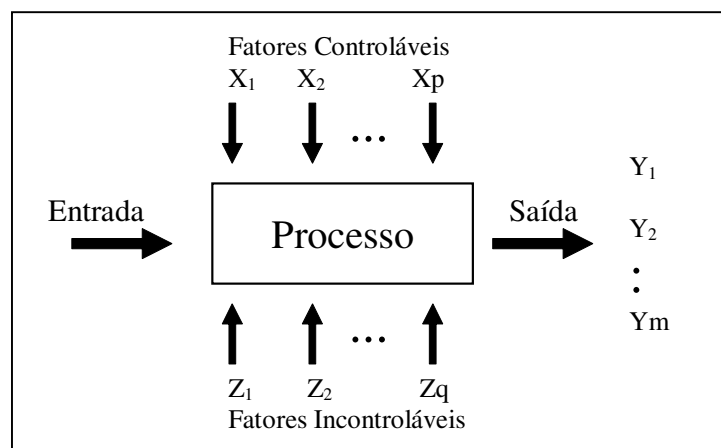 Fatores Controláveis
X₁ X₂ Xp
...
Entrada
Processo
Saída
Y₁
Y₂
:
Ym
...
Z₁ Z₂ Zq
Fatores Incontroláveis